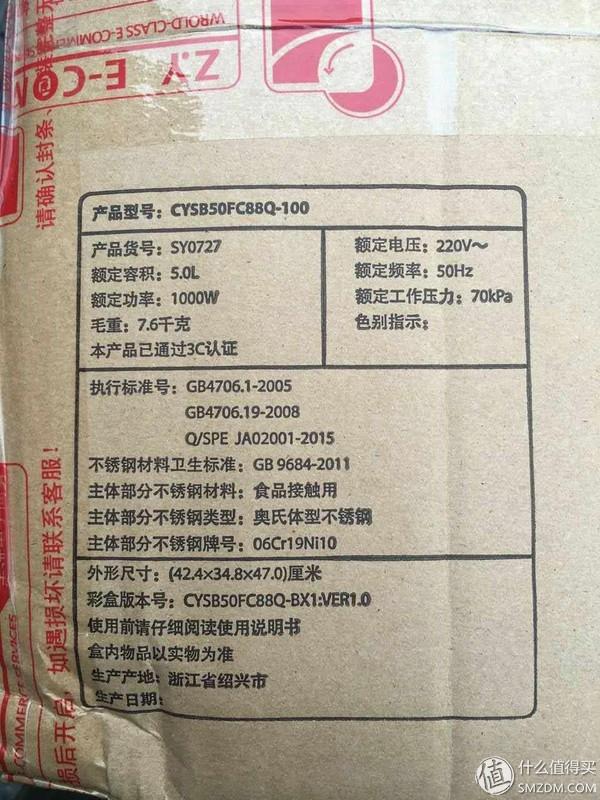 WROLD-CLASS E-COMMER
Z.Y E-COM
请确认封条、
产品型号：CYSB50FC88Q-100
产品货号：SY0727
额定容积：5.0L
额定功率：1000W
毛重：7.6千克
本产品已通过3C认证
额定电压：220V～
额定频率：50Hz
额定工作压力：70kPa
色别指示：
执行标准号：GB4706.1-2005
GB4706.19-2008
Q/SPE JA02001-2015
不锈钢材料卫生标准：GB 9684-2011
主体部分不锈钢材料：食品接触用
主体部分不锈钢类型：奥氏体型不锈钢
主体部分不锈钢牌号：06Cr19Ni10
外形尺寸：(42.4×34.8×47.0)厘米
彩盒版本号：CYSB50FC88Q-BX1:VER1.0
使用前请仔细阅读使用说明书
盒内物品以实物为准
生产产地：浙江省绍兴市
生产日期：
如遇损坏请联系客服！
损后开启，
COMMERCE SERVICES
值 什么值得买
SMZDM.COM